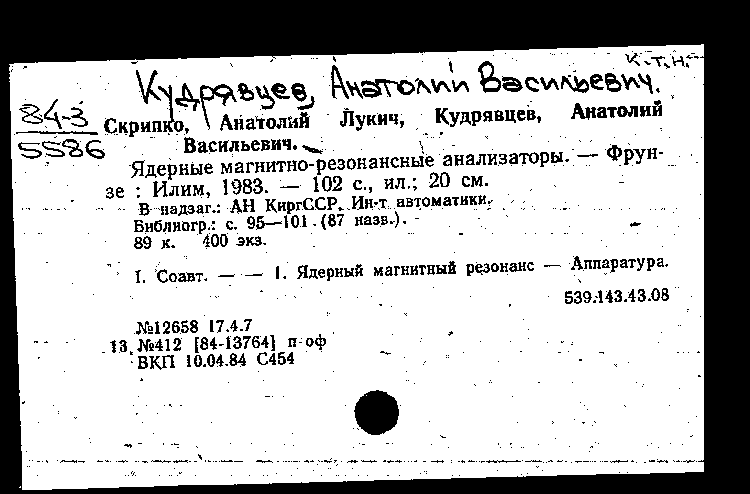 к.т.н.
Кудрявцев, Анатолий Васильевич.
84-3
5586
Скрипко, Анатолий Лукич, Кудрявцев, Анатолий
Васильевич.
Ядерные магнитно-резонансные анализаторы. — Фрун-
зе : Илим, 1983. — 102 с., ил.; 20 см.
В надзаг.: АН КиргССР. Ин-т автоматики.
Библиогр.: с. 95—101 (87 назв.).
89 к. 400 экз.
I. Соавт. — — 1. Ядерный магнитный резонанс — Аппаратура.
539.143.43.08
№12658 17.4.7
13 №412 [84-13764] п оф
ВКП 10.04.84 С454